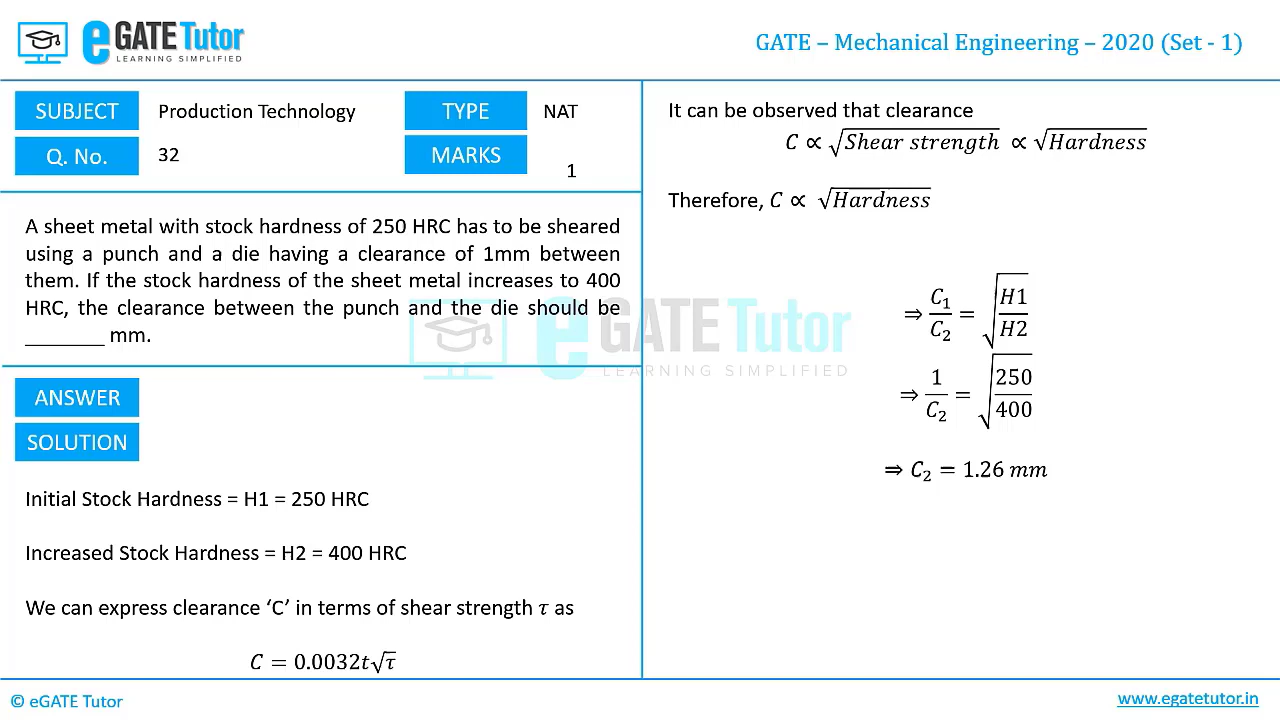 eGATE Tutor
LEARNING SIMPLIFIED
GATE – Mechanical Engineering – 2020 (Set - 1)
SUBJECT Production Technology TYPE NAT
Q. No. 32 MARKS 1
A sheet metal with stock hardness of 250 HRC has to be sheared
using a punch and a die having a clearance of 1mm between
them. If the stock hardness of the sheet metal increases to 400
HRC, the clearance between the punch and the die should be
_______ mm.
ANSWER
SOLUTION
Initial Stock Hardness = H1 = 250 HRC
Increased Stock Hardness = H2 = 400 HRC
We can express clearance ‘C’ in terms of shear strength τ as
C = 0.0032t√τ
It can be observed that clearance
C ∝ √Shear strength ∝ √Hardness
Therefore, C ∝ √Hardness
⇒ C₁/C₂ = √(H1/H2)
⇒ 1/C₂ = √(250/400)
⇒ C₂ = 1.26 mm
eGATE Tutor
LEARNING SIMPLIFIED
© eGATE Tutor
www.egatetutor.in